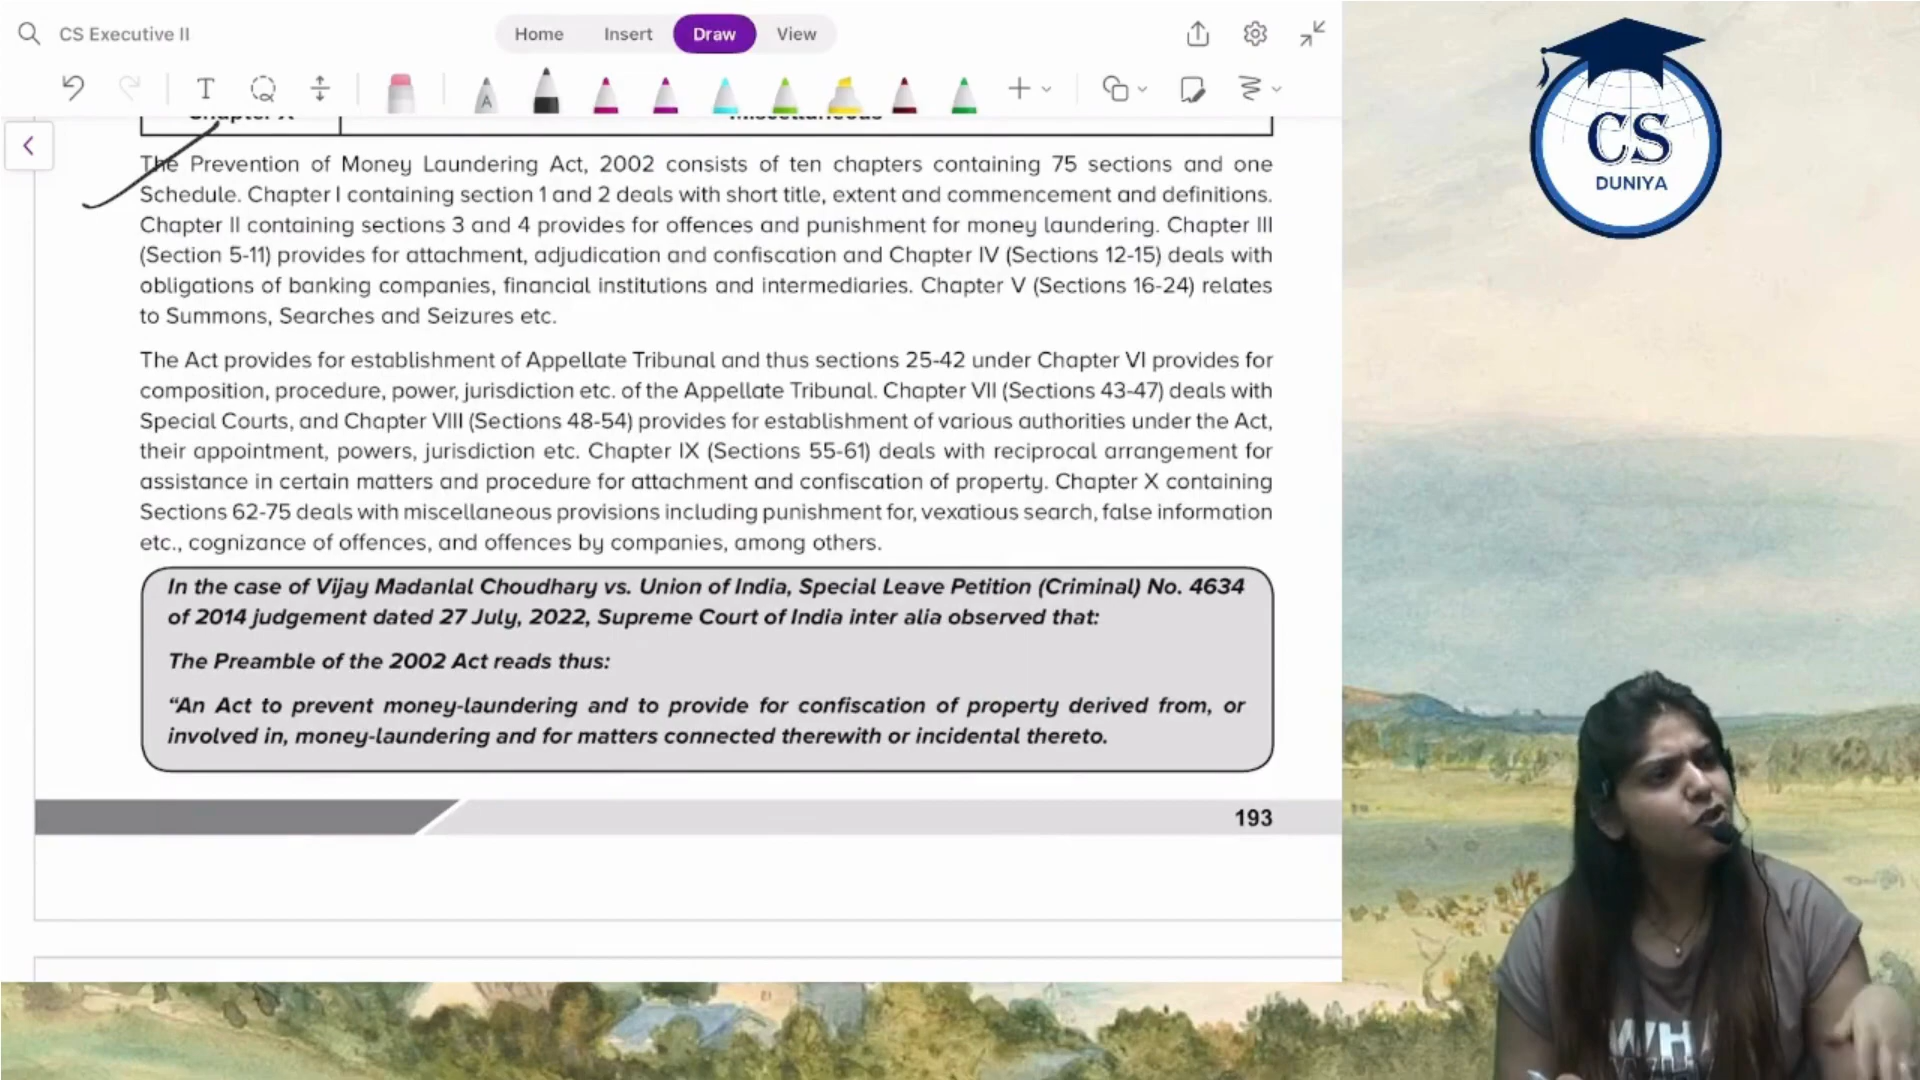 CS Executive II
Home Insert Draw View
T
A
Chapter X Miscellaneous
The Prevention of Money Laundering Act, 2002 consists of ten chapters containing 75 sections and one
Schedule. Chapter I containing section 1 and 2 deals with short title, extent and commencement and definitions.
Chapter II containing sections 3 and 4 provides for offences and punishment for money laundering. Chapter III
(Section 5-11) provides for attachment, adjudication and confiscation and Chapter IV (Sections 12-15) deals with
obligations of banking companies, financial institutions and intermediaries. Chapter V (Sections 16-24) relates
to Summons, Searches and Seizures etc.
The Act provides for establishment of Appellate Tribunal and thus sections 25-42 under Chapter VI provides for
composition, procedure, power, jurisdiction etc. of the Appellate Tribunal. Chapter VII (Sections 43-47) deals with
Special Courts, and Chapter VIII (Sections 48-54) provides for establishment of various authorities under the Act,
their appointment, powers, jurisdiction etc. Chapter IX (Sections 55-61) deals with reciprocal arrangement for
assistance in certain matters and procedure for attachment and confiscation of property. Chapter X containing
Sections 62-75 deals with miscellaneous provisions including punishment for, vexatious search, false information
etc., cognizance of offences, and offences by companies, among others.
In the case of Vijay Madanlal Choudhary vs. Union of India, Special Leave Petition (Criminal) No. 4634
of 2014 judgement dated 27 July, 2022, Supreme Court of India inter alia observed that:
The Preamble of the 2002 Act reads thus:
“An Act to prevent money-laundering and to provide for confiscation of property derived from, or
involved in, money-laundering and for matters connected therewith or incidental thereto.
193
CS
DUNIYA